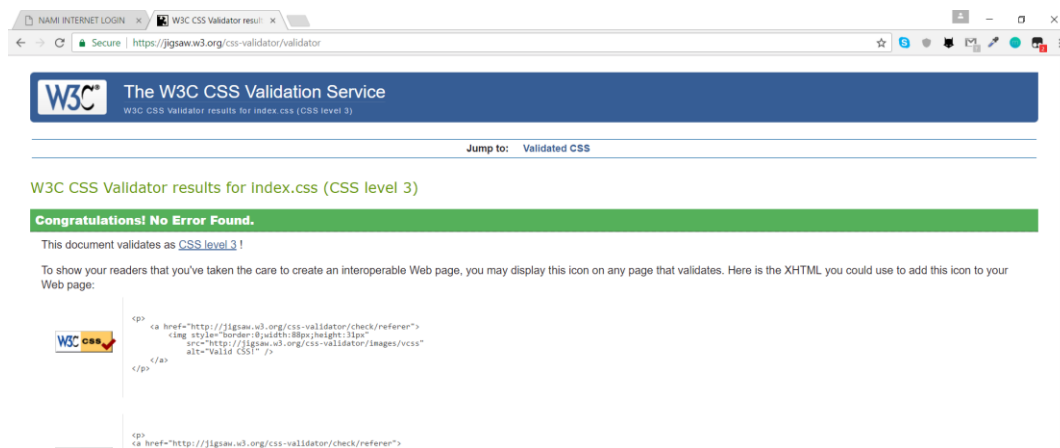 NAMI INTERNET LOGIN
W3C CSS Validator result
Secure https://jigsaw.w3.org/css-validator/validator
W3C®
The W3C CSS Validation Service
W3C CSS Validator results for index.css (CSS level 3)
Jump to: Validated CSS
W3C CSS Validator results for index.css (CSS level 3)
Congratulations! No Error Found.
This document validates as CSS level 3 !
To show your readers that you've taken the care to create an interoperable Web page, you may display this icon on any page that validates. Here is the XHTML you could use to add this icon to your
Web page:
W3C css
<p>
<a href="http://jigsaw.w3.org/css-validator/check/referer">
<img style="border:0;width:88px;height:31px"
src="http://jigsaw.w3.org/css-validator/images/vcss"
alt="Valid CSS!" />
</a>
</p>
<p>
<a href="http://jigsaw.w3.org/css-validator/check/referer">